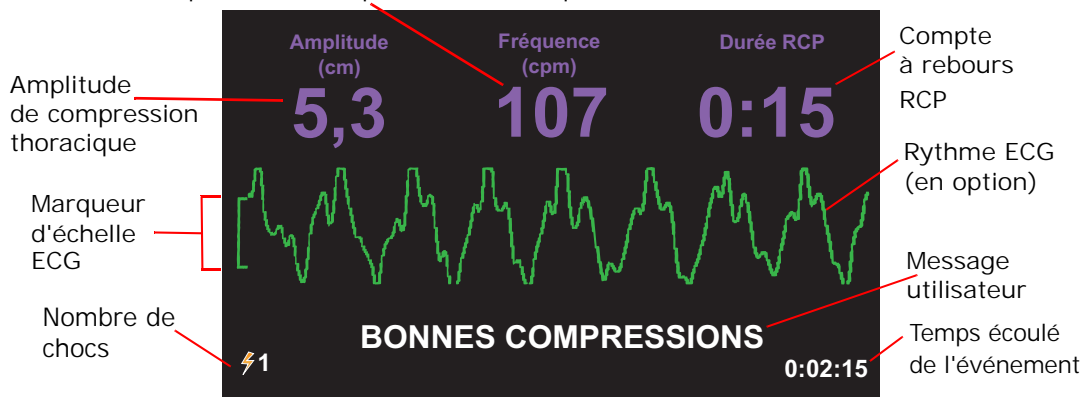 Amplitude
(cm)
5,3
Fréquence
(cpm)
107
Durée RCP
0:15
Compte
à rebours
RCP
Amplitude
de compression
thoracique
Rythme ECG
(en option)
Marqueur
d'échelle
ECG
Message
utilisateur
BONNES COMPRESSIONS
Nombre de
chocs
1
0:02:15
Temps écoulé
de l'événement